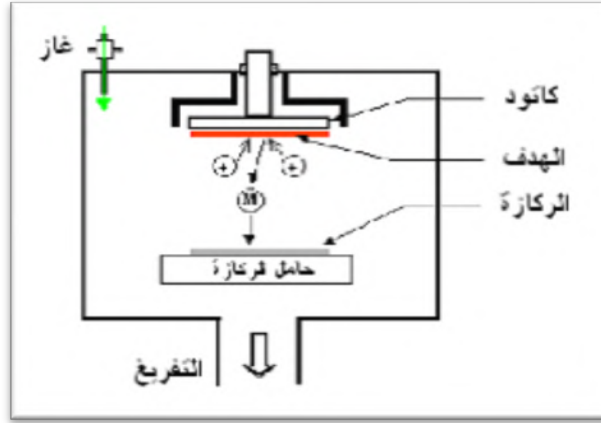 غاز
كاثود
الهدف
+
+
M
الركازة
حامل الركازة
التفريغ